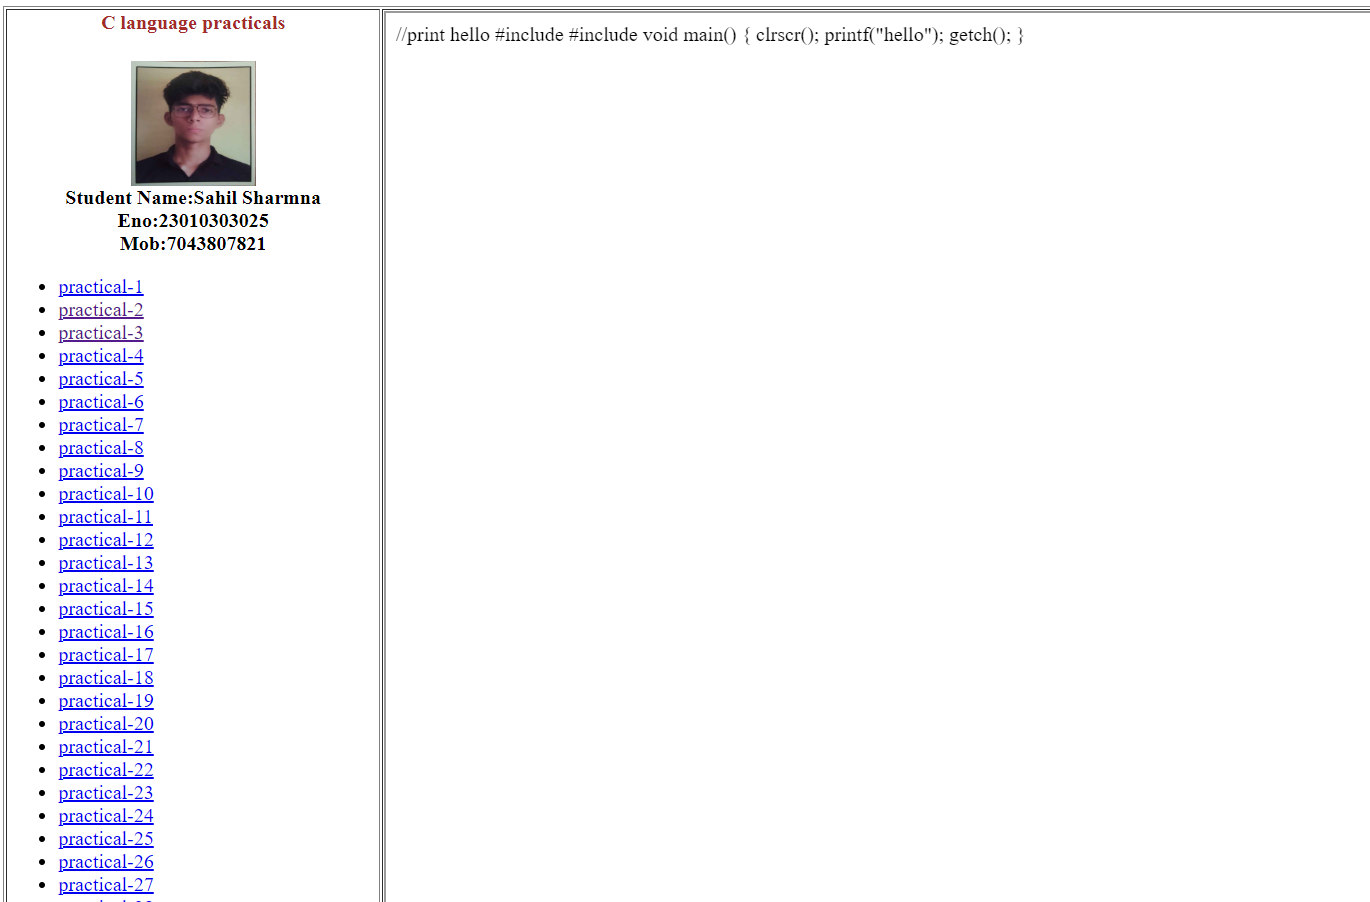 C language practicals
Student Name:Sahil Sharmna
Eno:23010303025
Mob:7043807821
practical-1
practical-2
practical-3
practical-4
practical-5
practical-6
practical-7
practical-8
practical-9
practical-10
practical-11
practical-12
practical-13
practical-14
practical-15
practical-16
practical-17
practical-18
practical-19
practical-20
practical-21
practical-22
practical-23
practical-24
practical-25
practical-26
practical-27
//print hello #include #include void main() { clrscr(); printf("hello"); getch(); }